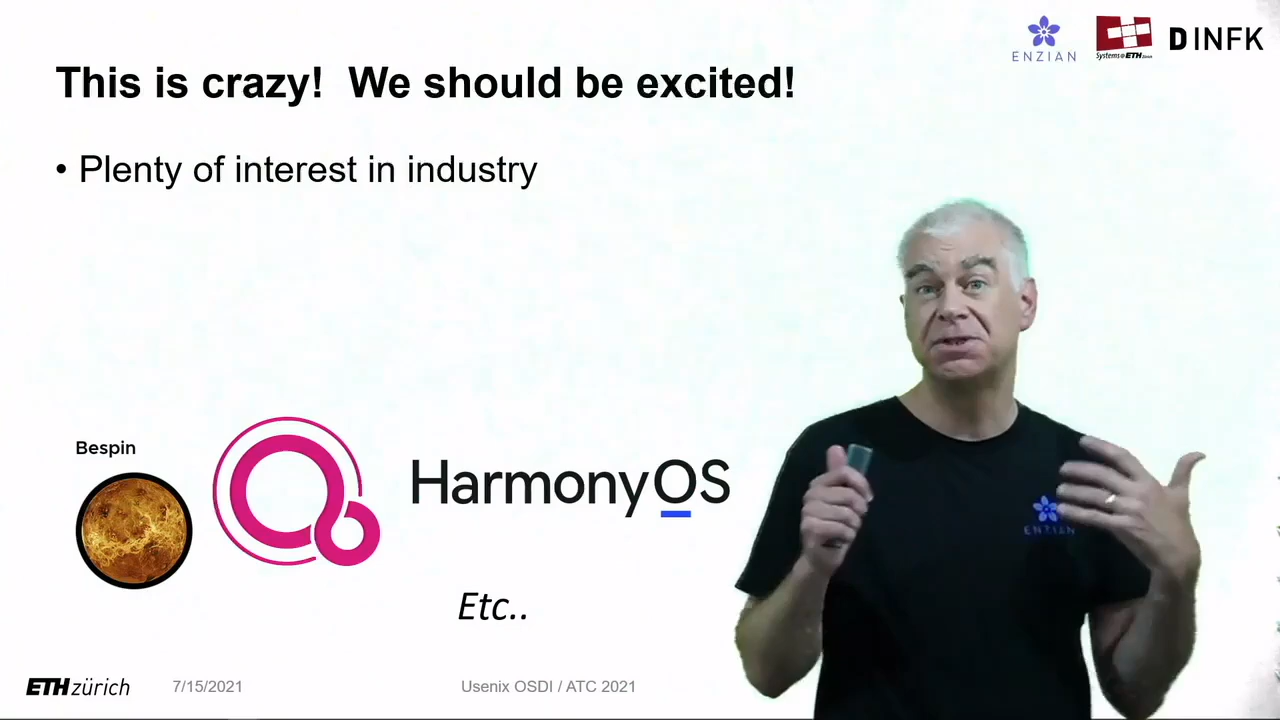 ENZIAN
Systems@ETH Zürich
DINFK
This is crazy!  We should be excited!
• Plenty of interest in industry
Bespin
HarmonyOS
Etc..
ENZIAN
ETH zürich
7/15/2021
Usenix OSDI / ATC 2021